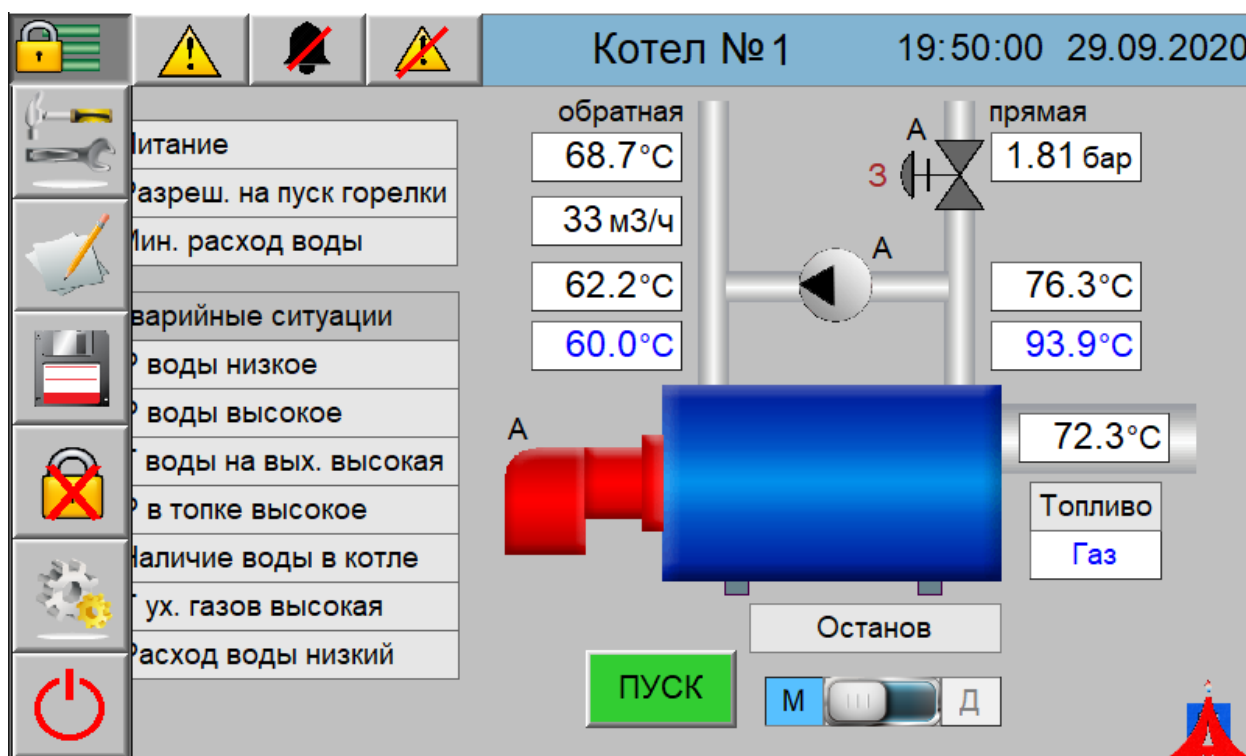 Котел №1
19:50:00 29.09.2020
обратная
прямая
68.7°C
А
З
1.81 бар
итание
азреш. на пуск горелки
ин. расход воды
33 м3/ч
А
62.2°C
76.3°C
60.0°C
93.9°C
варийные ситуации
воды низкое
воды высокое
воды на вых. высокая
в топке высокое
аличие воды в котле
ух. газов высокая
асход воды низкий
А
72.3°C
Топливо
Газ
Останов
ПУСК
М
Д